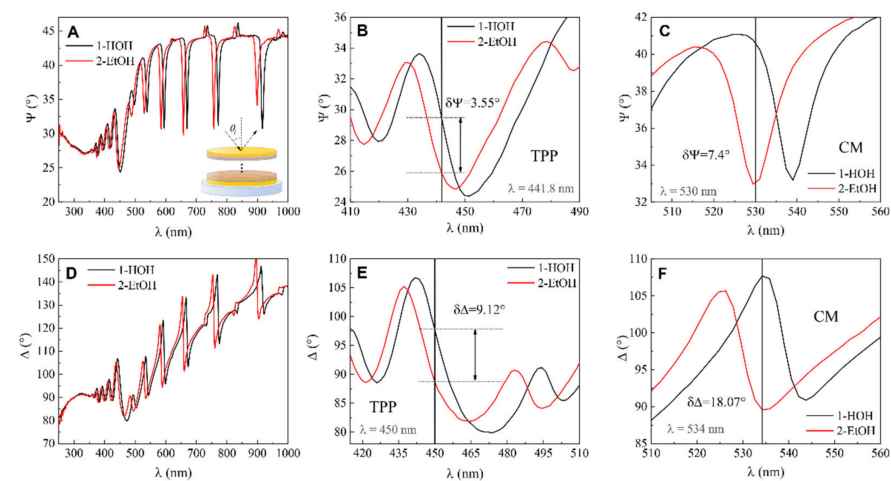 A
1-HOH
2-EtOH
θi
Ψ (°)
45
40
35
30
25
20
300 400 500 600 700 800 900 1000
λ (nm)
B
1-HOH
2-EtOH
δΨ=3.55°
TPP
λ = 441.8 nm
Ψ (°)
36
34
32
30
28
26
24
410 430 450 470 490
λ (nm)
C
1-HOH
2-EtOH
δΨ=7.4°
CM
λ = 530 nm
Ψ (°)
42
39
36
33
510 520 530 540 550 560
λ (nm)
D
1-HOH
2-EtOH
Δ (°)
150
140
130
120
110
100
90
80
70
300 400 500 600 700 800 900 1000
λ (nm)
E
1-HOH
2-EtOH
δΔ=9.12°
TPP
λ = 450 nm
Δ (°)
110
105
100
95
90
85
80
420 435 450 465 480 495 510
λ (nm)
F
CM
δΔ=18.07°
λ = 534 nm
1-HOH
2-EtOH
Δ (°)
110
105
100
95
90
85
510 520 530 540 550 560
λ (nm)